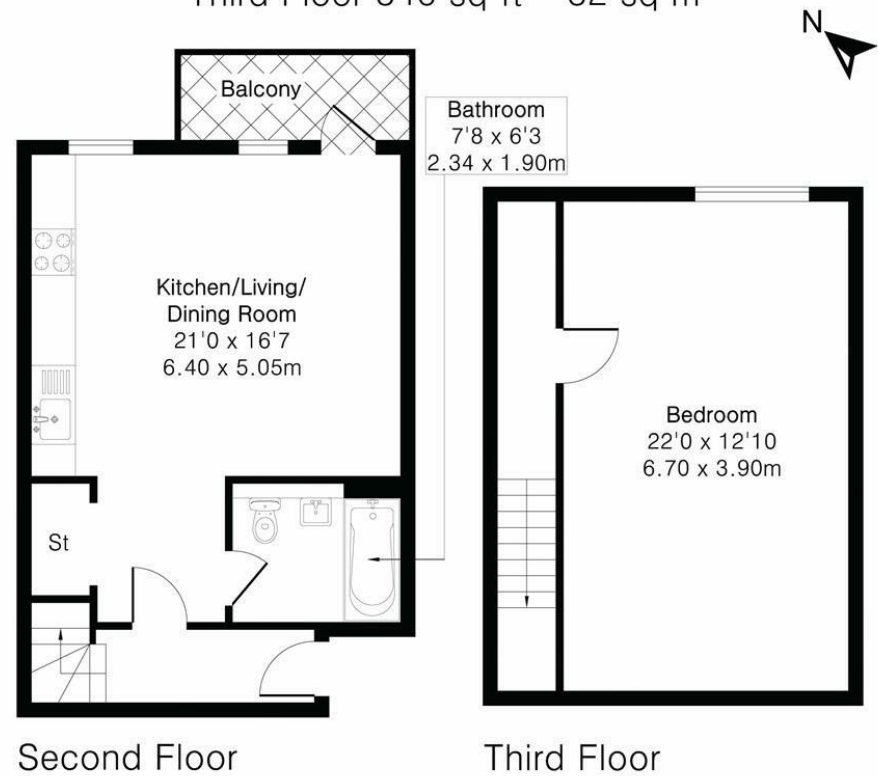 N
Balcony
Bathroom
7'8 x 6'3
2.34 x 1.90m
Kitchen/Living/
Dining Room
21'0 x 16'7
6.40 x 5.05m
Bedroom
22'0 x 12'10
6.70 x 3.90m
St
Second Floor
Third Floor